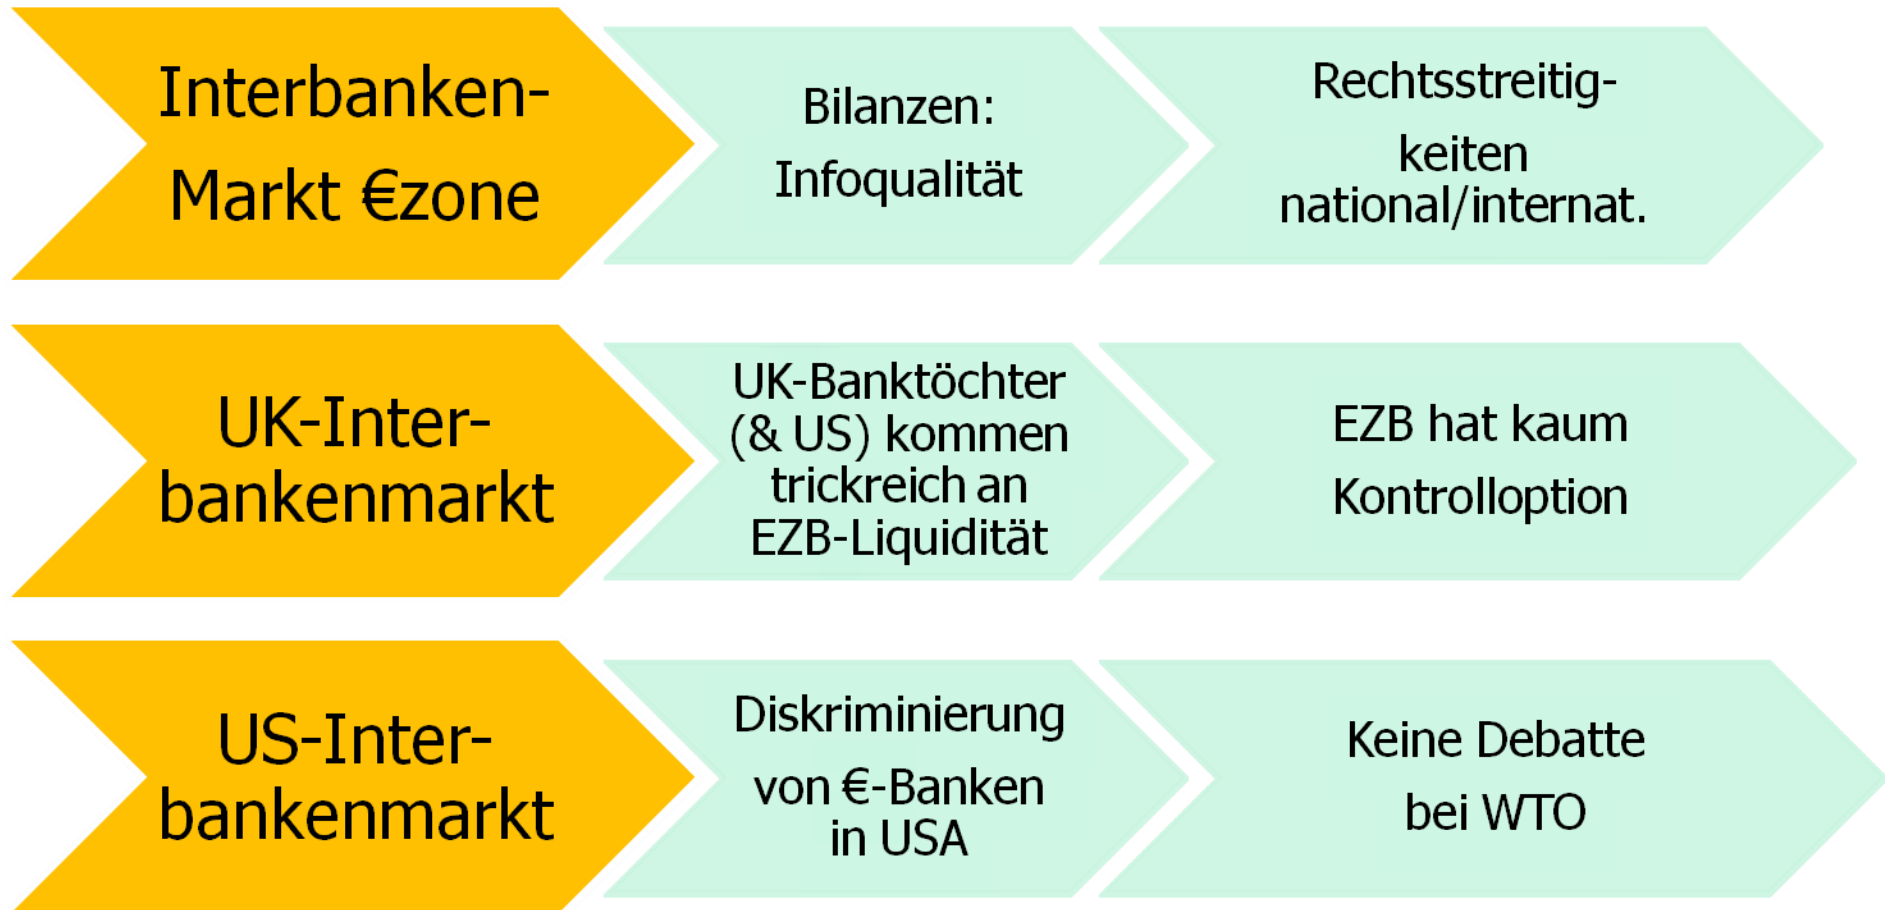 Interbanken-
Markt €zone
Bilanzen:
Infoqualität
Rechtsstreitig-
keiten
national/internat.
UK-Inter-
bankenmarkt
UK-Banktöchter
(& US) kommen
trickreich an
EZB-Liquidität
EZB hat kaum
Kontrolloption
US-Inter-
bankenmarkt
Diskriminierung
von €-Banken
in USA
Keine Debatte
bei WTO